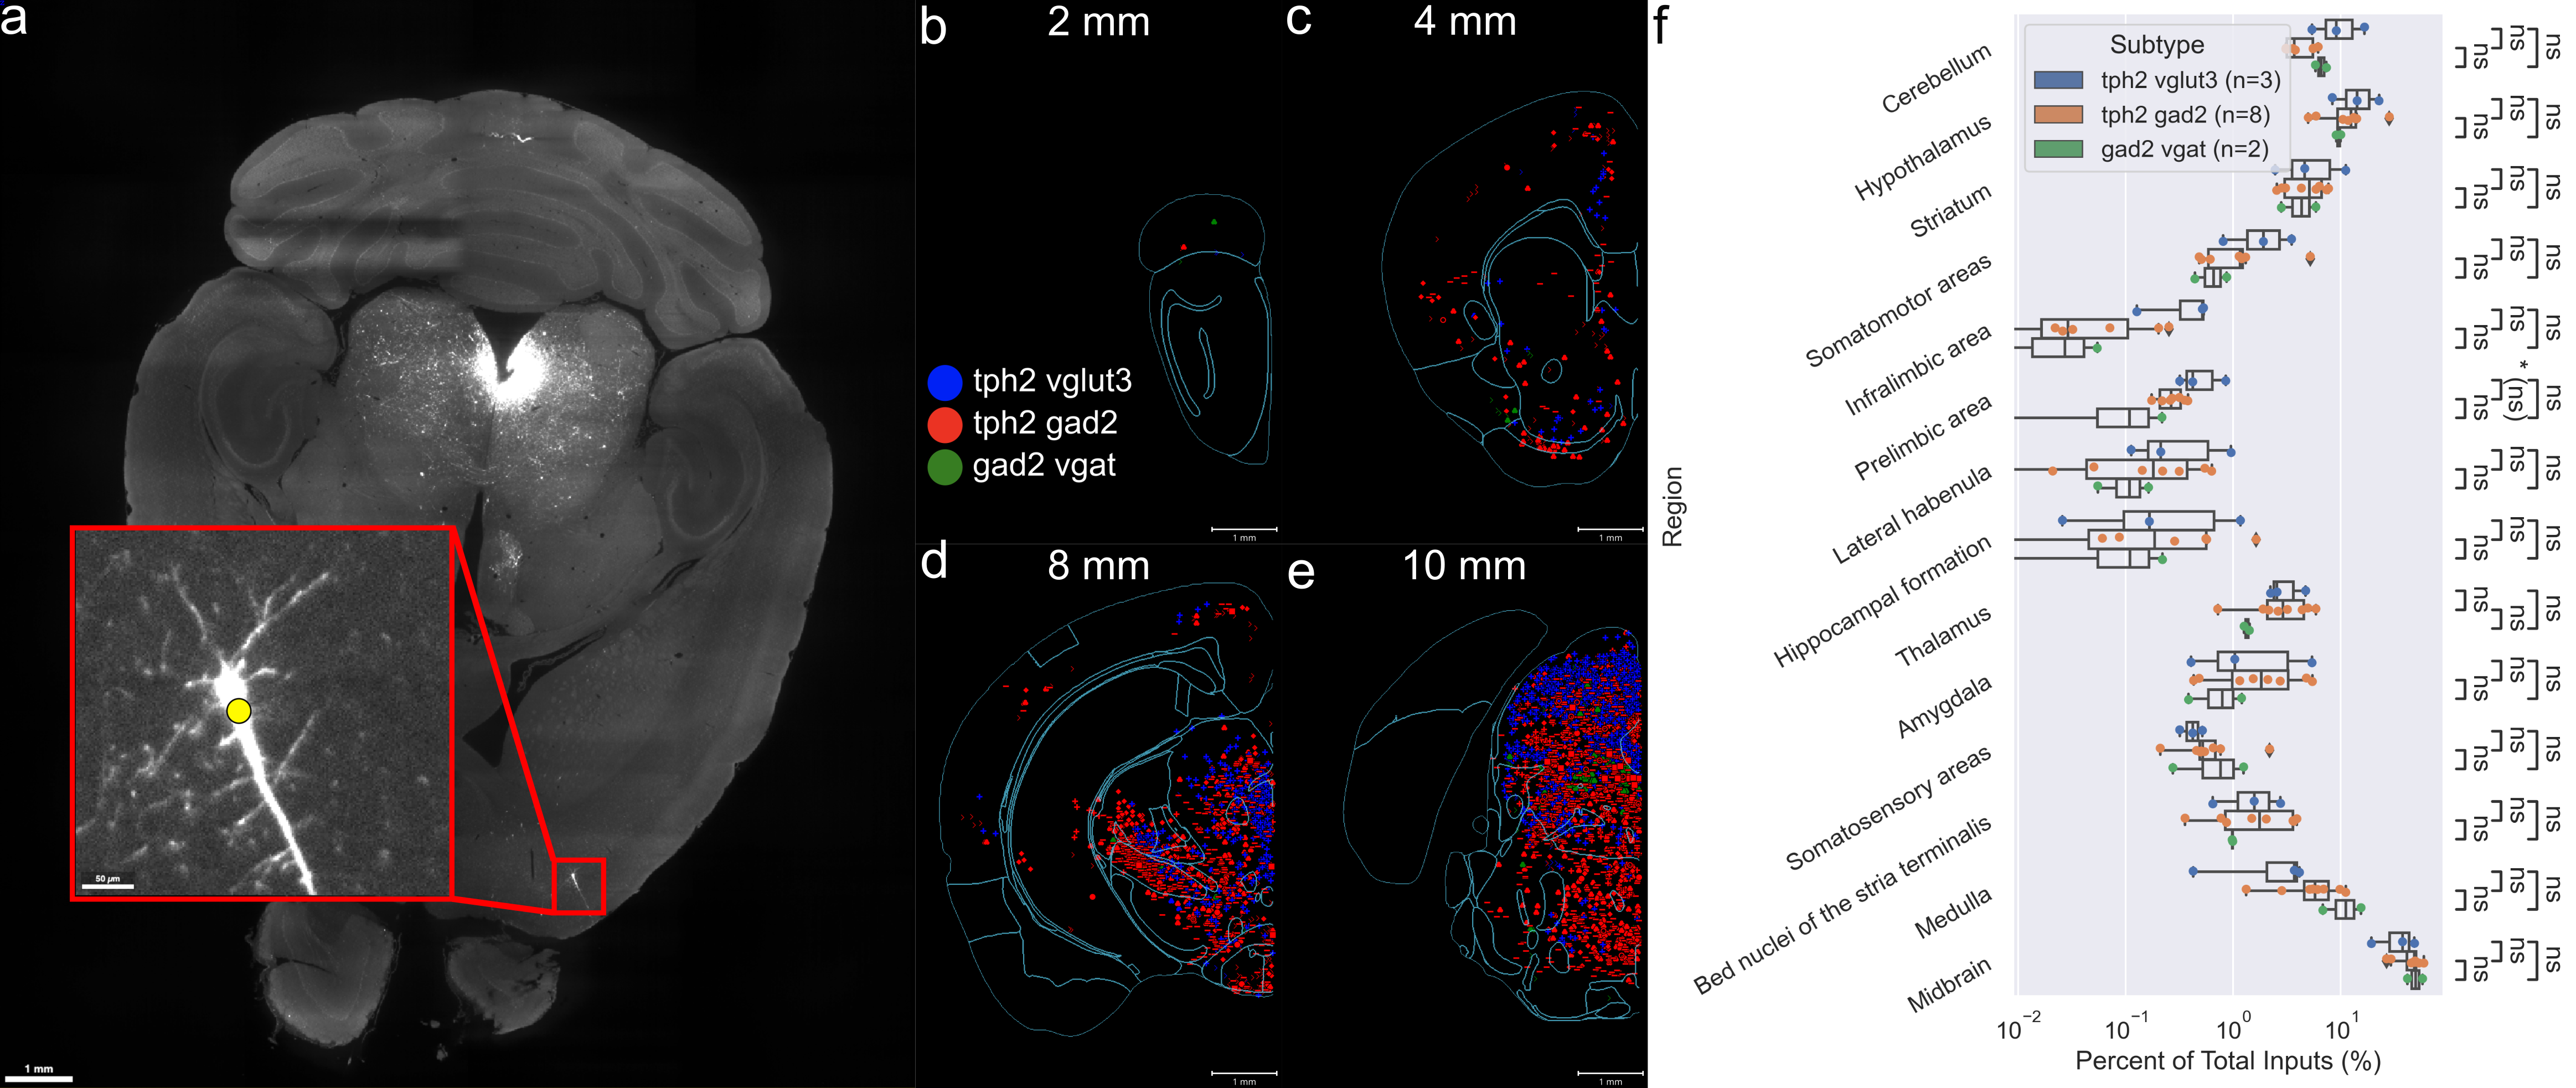 a
50 µm
1 mm
b
2 mm
tph2 vglut3
tph2 gad2
gad2 vgat
1 mm
c
4 mm
1 mm
d
8 mm
1 mm
e
10 mm
1 mm
f
Subtype
tph2 vglut3 (n=3)
tph2 gad2 (n=8)
gad2 vgat (n=2)
Region
Cerebellum
ns
ns
ns
Hypothalamus
ns
ns
ns
Striatum
ns
ns
ns
Somatomotor areas
ns
ns
ns
Infralimbic area
ns
ns
ns
Prelimbic area
ns
* (ns)
ns
Lateral habenula
ns
ns
ns
Hippocampal formation
ns
ns
ns
Thalamus
ns
ns
ns
Amygdala
ns
ns
ns
Somatosensory areas
ns
ns
ns
Bed nuclei of the stria terminalis
ns
ns
ns
Medulla
ns
ns
ns
Midbrain
ns
ns
ns
10⁻² 10⁻¹ 10⁰ 10¹
Percent of Total Inputs (%)